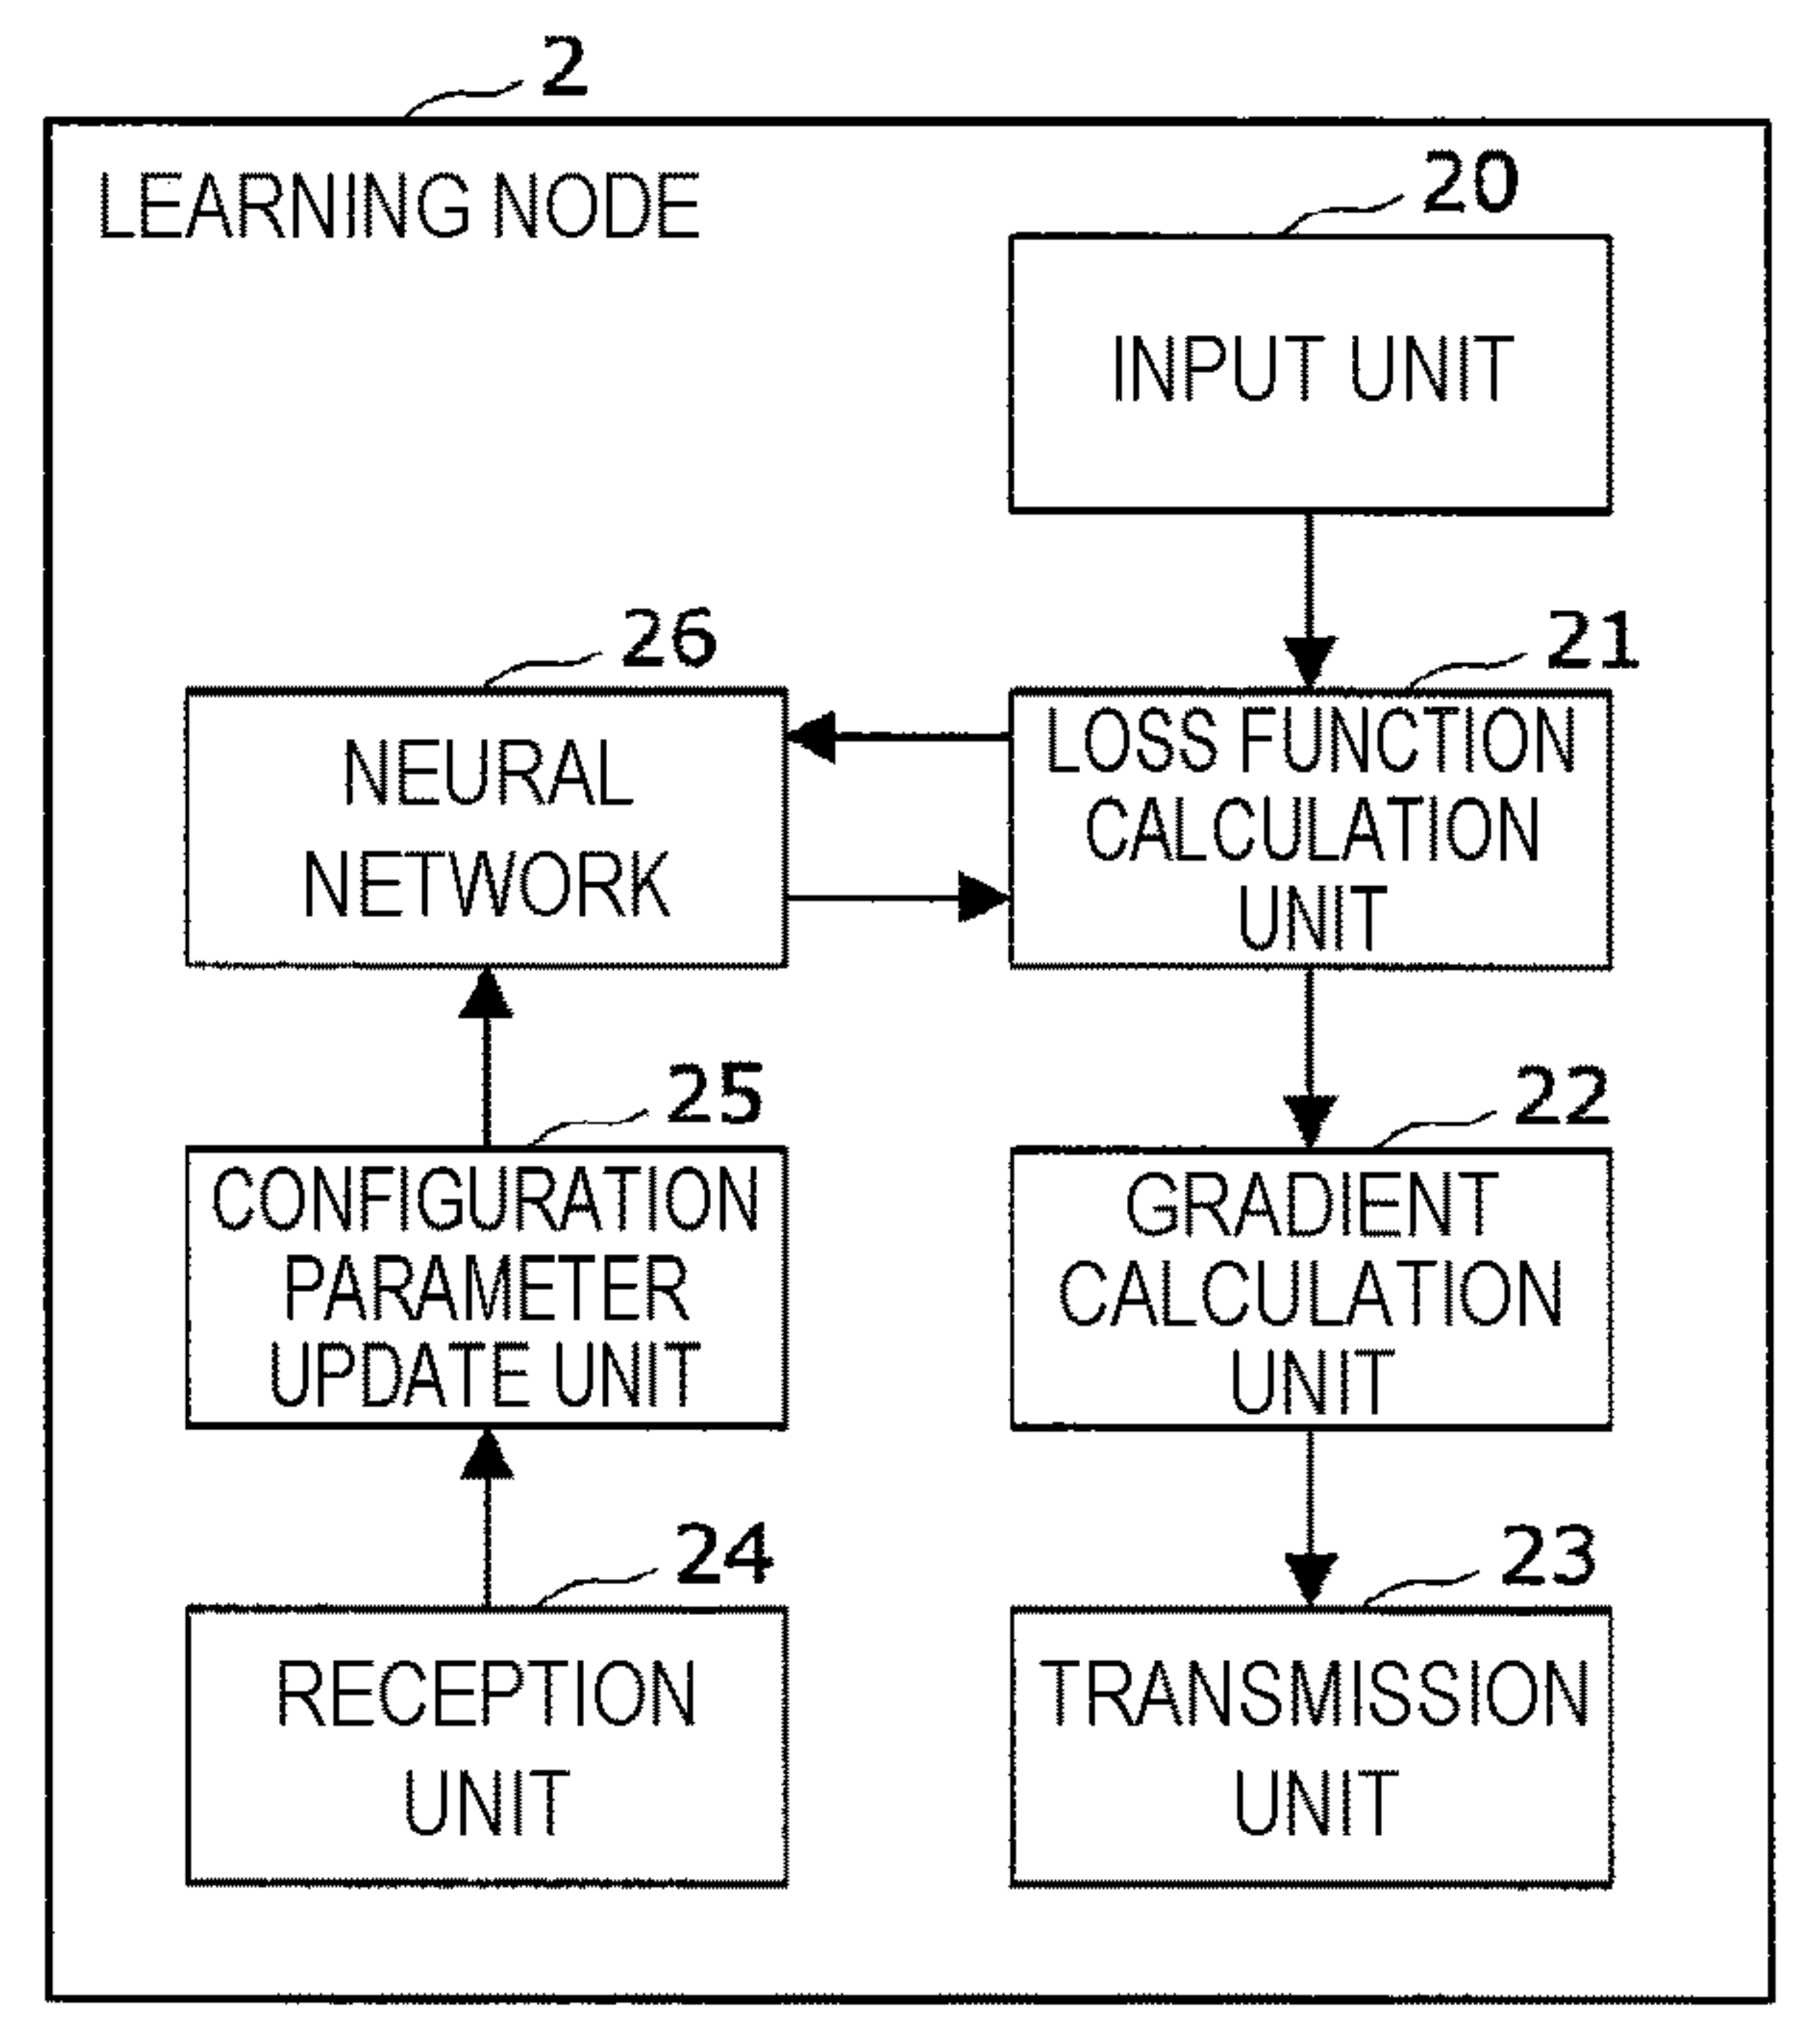 2
LEARNING NODE
20
INPUT UNIT
26
NEURAL
NETWORK
21
LOSS FUNCTION
CALCULATION
UNIT
25
CONFIGURATION
PARAMETER
UPDATE UNIT
22
GRADIENT
CALCULATION
UNIT
24
RECEPTION
UNIT
23
TRANSMISSION
UNIT